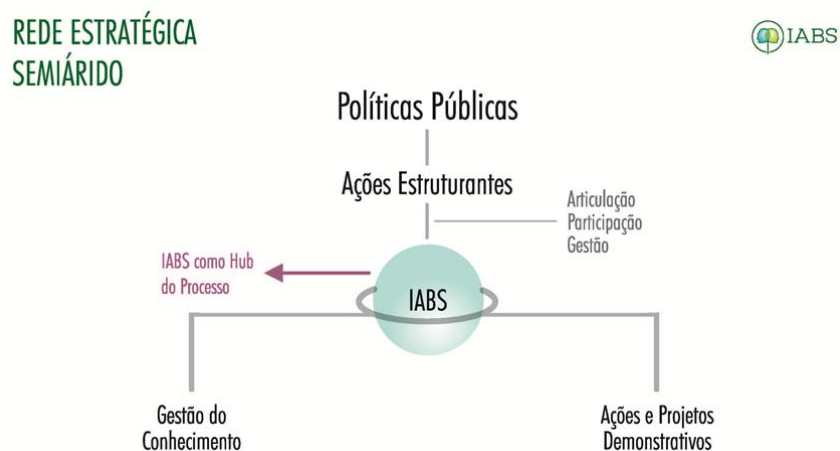 REDE ESTRATÉGICA
SEMIÁRIDO
IABS
Políticas Públicas
Ações Estruturantes
Articulação
Participação
Gestão
IABS como Hub
do Processo
IABS
Gestão do
Conhecimento
Ações e Projetos
Demonstrativos